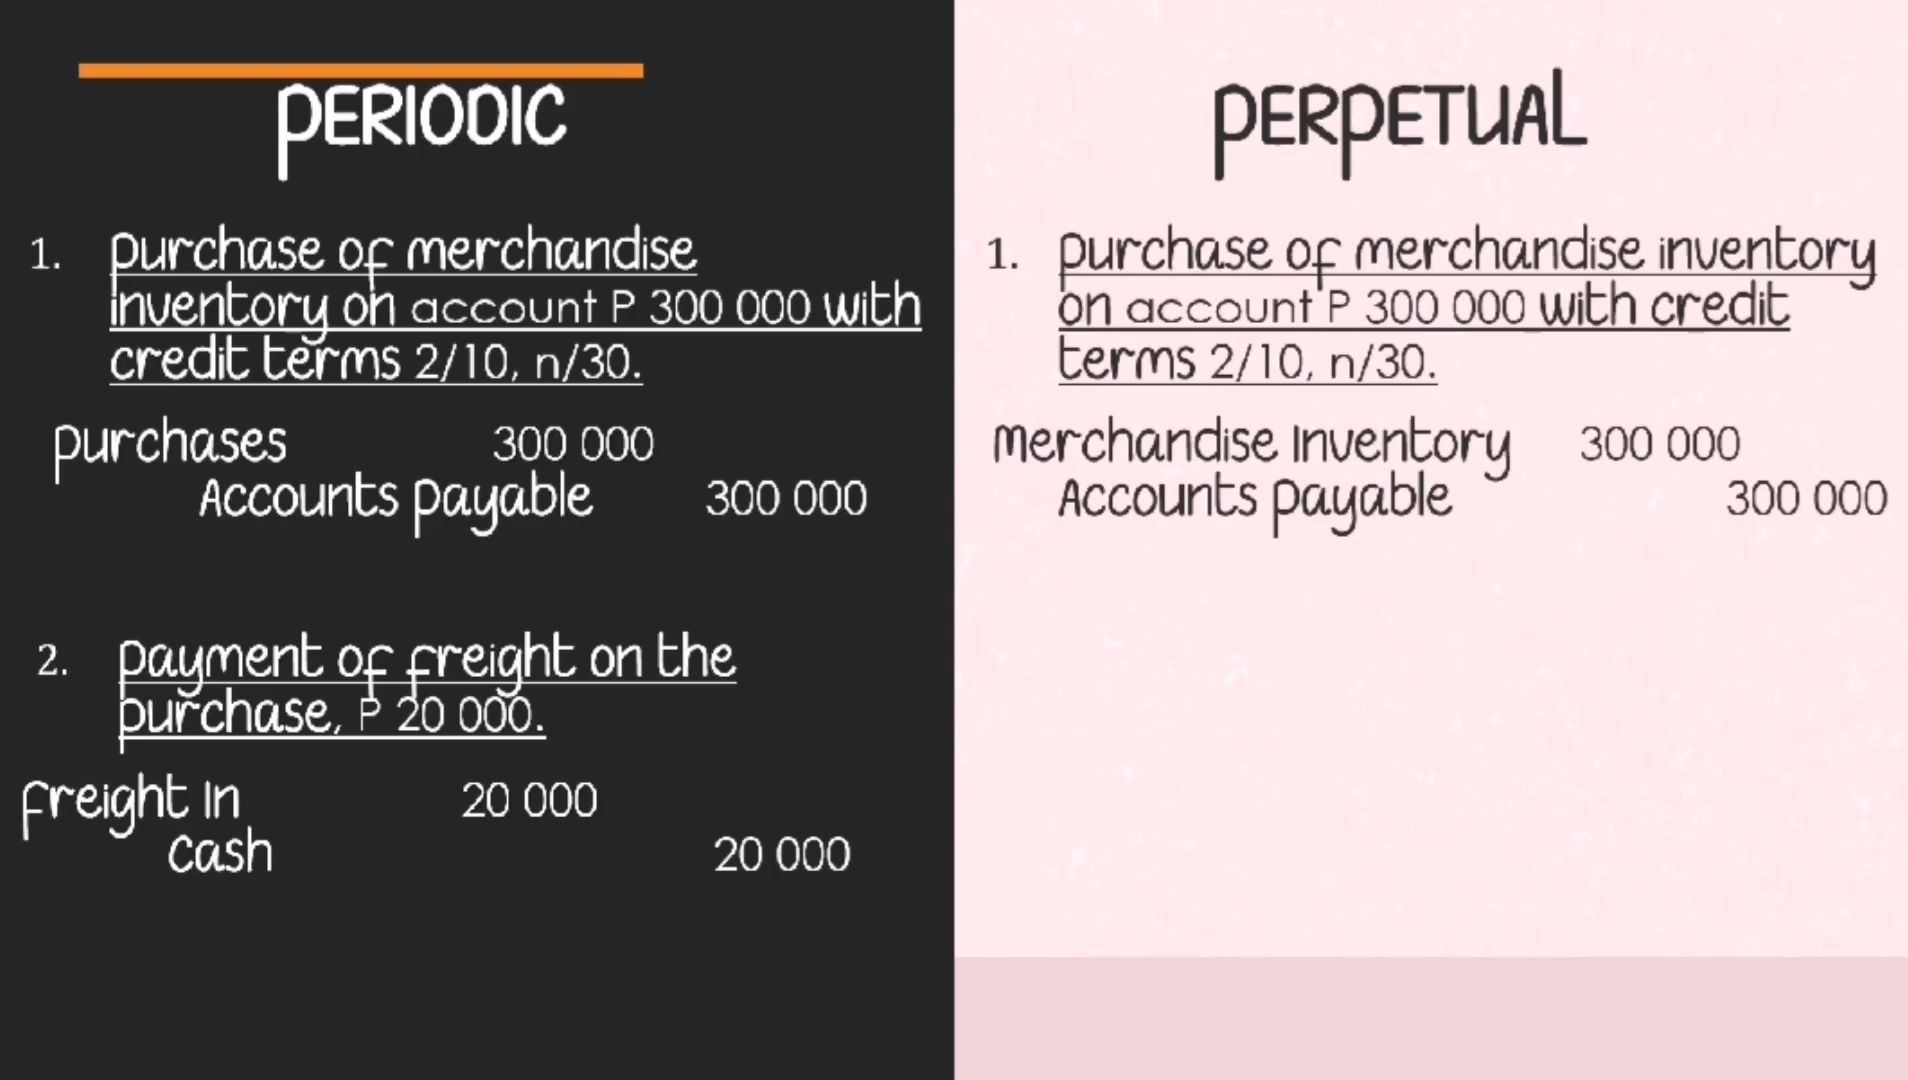 PERIODIC
1. Purchase of merchandise
inventory on account P 300 000 with
credit terms 2/10, n/30.
Purchases 300 000
Accounts Payable 300 000
2. Payment of freight on the
purchase, P 20 000.
Freight In 20 000
Cash 20 000
PERPETUAL
1. Purchase of merchandise inventory
on account P 300 000 with credit
terms 2/10, n/30.
Merchandise Inventory 300 000
Accounts Payable 300 000